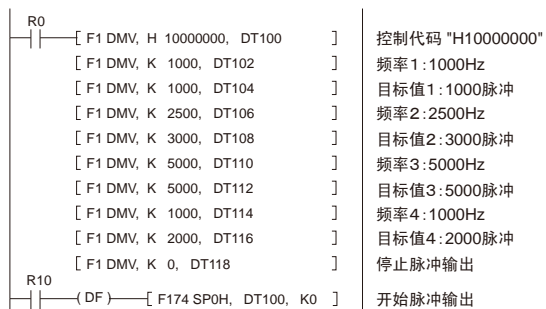 R0
[ F1 DMV, H 10000000, DT100 ] 控制代码 "H10000000"
[ F1 DMV, K 1000, DT102 ] 频率1:1000Hz
[ F1 DMV, K 1000, DT104 ] 目标值1:1000脉冲
[ F1 DMV, K 2500, DT106 ] 频率2:2500Hz
[ F1 DMV, K 3000, DT108 ] 目标值2:3000脉冲
[ F1 DMV, K 5000, DT110 ] 频率3:5000Hz
[ F1 DMV, K 5000, DT112 ] 目标值3:5000脉冲
[ F1 DMV, K 1000, DT114 ] 频率4:1000Hz
[ F1 DMV, K 2000, DT116 ] 目标值4:2000脉冲
[ F1 DMV, K 0, DT118 ] 停止脉冲输出
R10
( DF ) [ F174 SP0H, DT100, K0 ] 开始脉冲输出